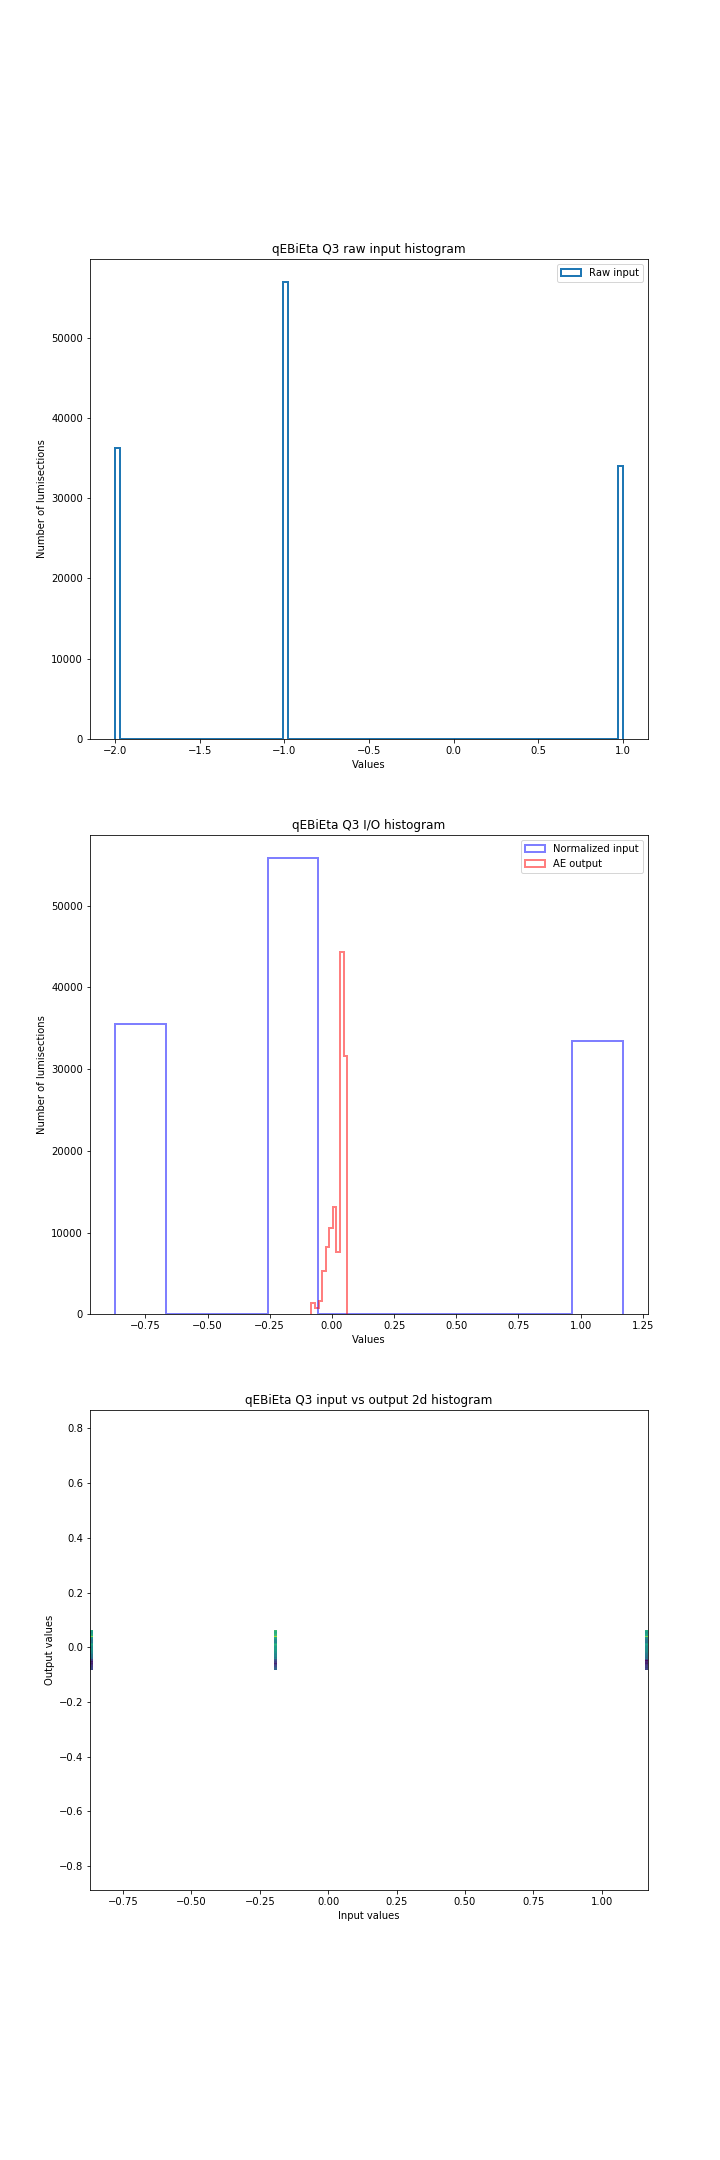 qEBiEta Q3 raw input histogram
Raw input
50000
40000
30000
20000
10000
0
Number of lumisections
−2.0 −1.5 −1.0 −0.5 0.0 0.5 1.0
Values
qEBiEta Q3 I/O histogram
Normalized input
AE output
50000
40000
30000
20000
10000
0
Number of lumisections
−0.75 −0.50 −0.25 0.00 0.25 0.50 0.75 1.00 1.25
Values
qEBiEta Q3 input vs output 2d histogram
0.8
0.6
0.4
0.2
0.0
−0.2
−0.4
−0.6
−0.8
Output values
−0.75 −0.50 −0.25 0.00 0.25 0.50 0.75 1.00
Input values